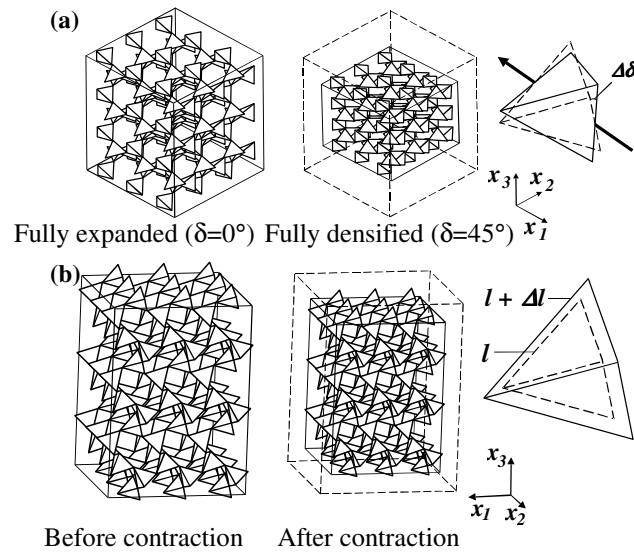 (a)
Δδ
x3
x2
x1
Fully expanded (δ=0°) Fully densified (δ=45°)
(b)
l + Δl
l
x3
x1
x2
Before contraction After contraction